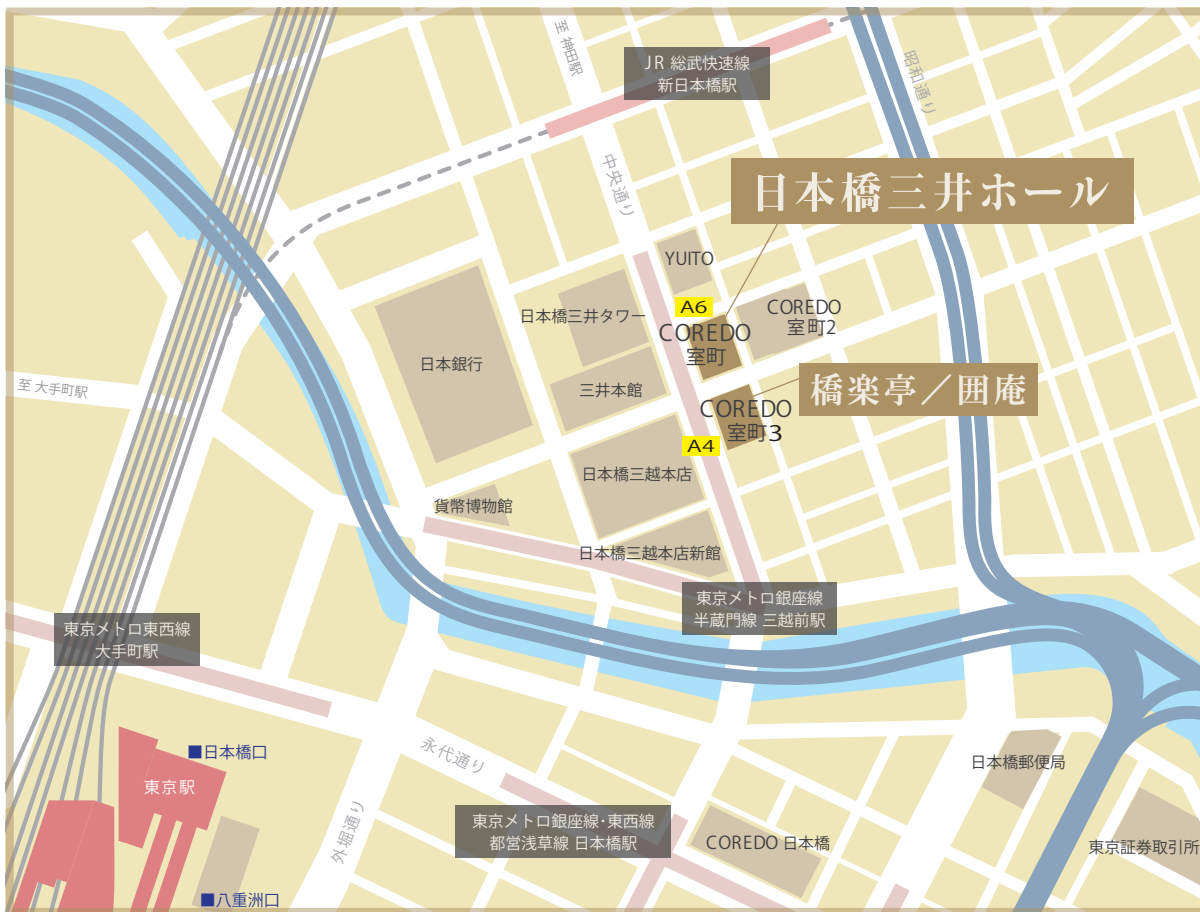 至 神田駅
JR 総武快速線
新日本橋駅
昭和通り
中央通り
日本橋三井ホール
YUITO
A6
COREDO
室町
COREDO
室町2
日本橋三井タワー
日本銀行
三井本館
至 大手町駅
橋楽亭／囲庵
COREDO
室町3
A4
日本橋三越本店
貨幣博物館
日本橋三越本店新館
東京メトロ銀座線
半蔵門線 三越前駅
東京メトロ東西線
大手町駅
■日本橋口
東京駅
永代通り
外堀通り
日本橋郵便局
東京メトロ銀座線・東西線
都営浅草線 日本橋駅
COREDO 日本橋
東京証券取引所
■八重洲口